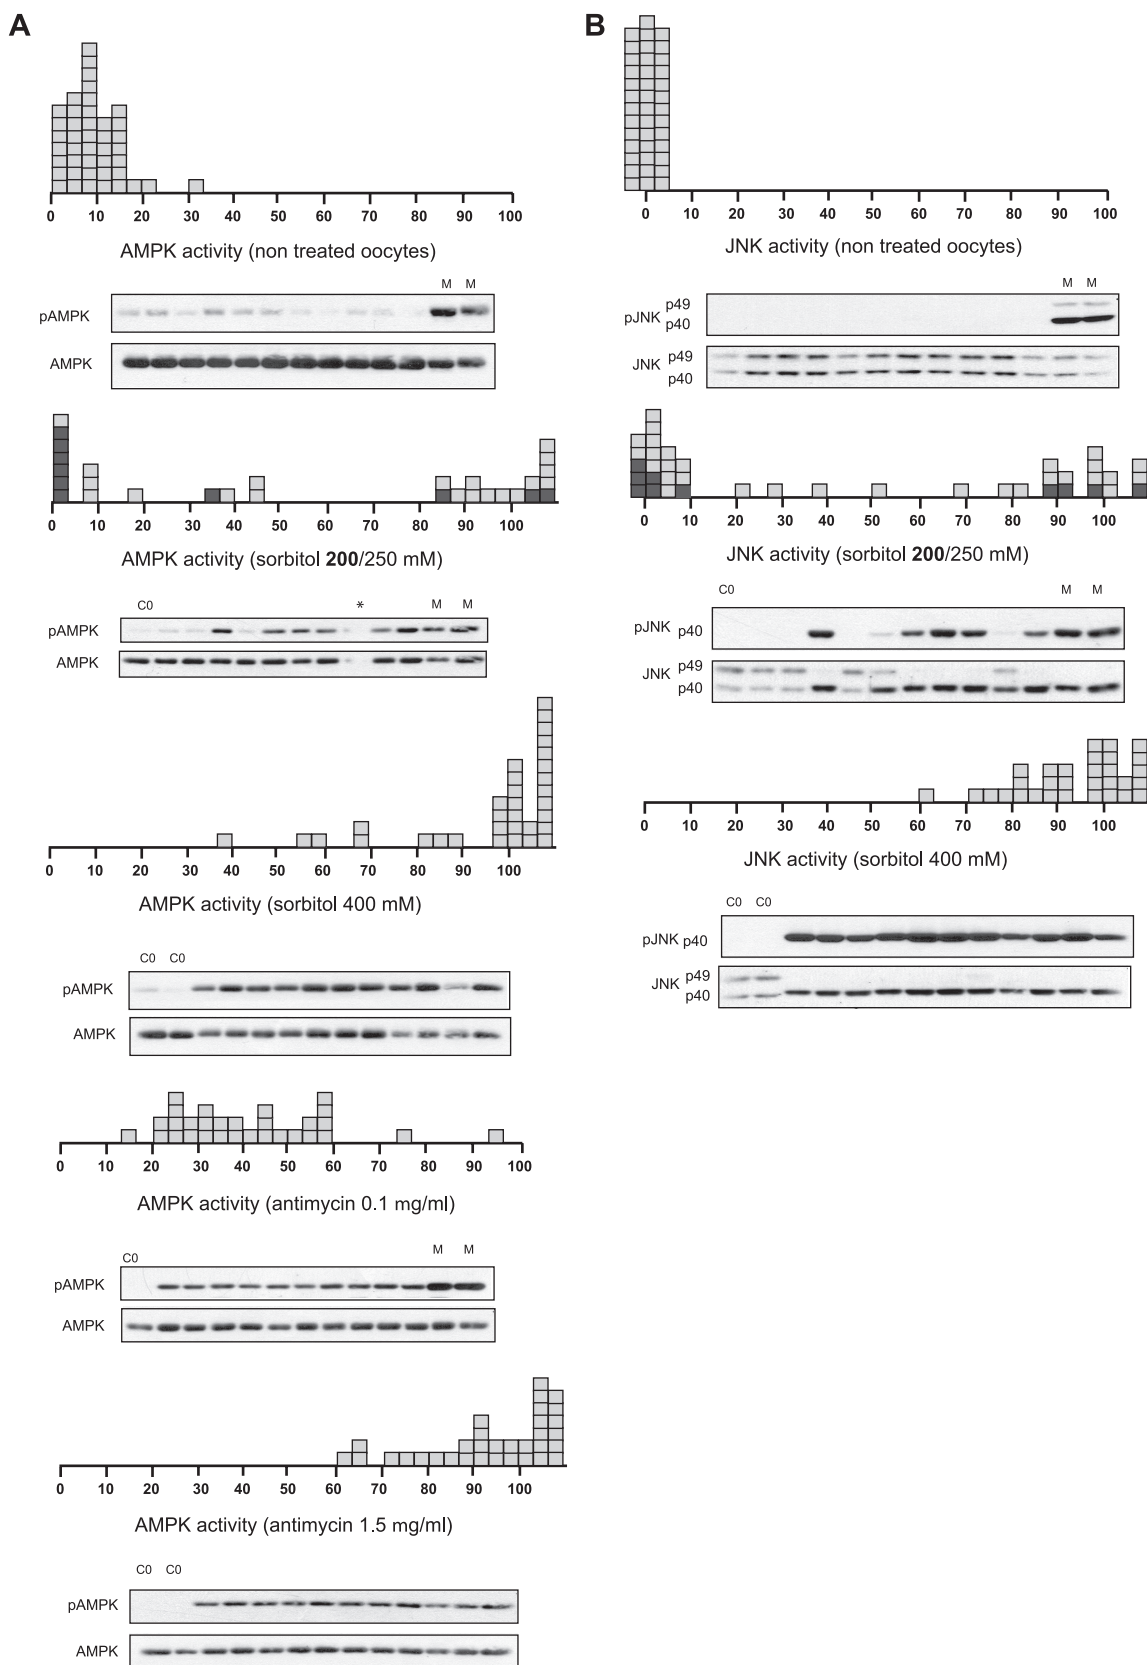 A
0 10 20 30 40 50 60 70 80 90 100
AMPK activity (non treated oocytes)
M M
pAMPK
AMPK
0 10 20 30 40 50 60 70 80 90 100
AMPK activity (sorbitol 200/250 mM)
C0 * M M
pAMPK
AMPK
0 10 20 30 40 50 60 70 80 90 100
AMPK activity (sorbitol 400 mM)
C0 C0
pAMPK
AMPK
0 10 20 30 40 50 60 70 80 90 100
AMPK activity (antimycin 0.1 mg/ml)
C0 M M
pAMPK
AMPK
0 10 20 30 40 50 60 70 80 90 100
AMPK activity (antimycin 1.5 mg/ml)
C0 C0
pAMPK
AMPK
B
0 10 20 30 40 50 60 70 80 90 100
JNK activity (non treated oocytes)
M M
pJNK p49
p40
JNK p49
p40
0 10 20 30 40 50 60 70 80 90 100
JNK activity (sorbitol 200/250 mM)
C0 M M
pJNK p40
JNK p49
p40
0 10 20 30 40 50 60 70 80 90 100
JNK activity (sorbitol 400 mM)
C0 C0
pJNK p40
JNK p49
p40